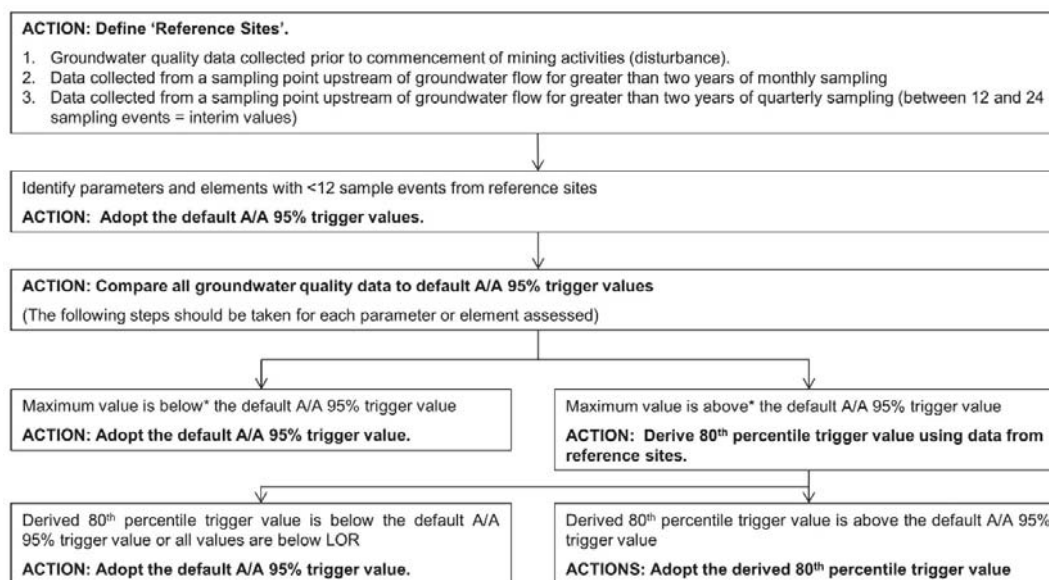 ACTION: Define ‘Reference Sites’.
1. Groundwater quality data collected prior to commencement of mining activities (disturbance).
2. Data collected from a sampling point upstream of groundwater flow for greater than two years of monthly sampling
3. Data collected from a sampling point upstream of groundwater flow for greater than two years of quarterly sampling (between 12 and 24
sampling events = interim values)
Identify parameters and elements with <12 sample events from reference sites
ACTION: Adopt the default A/A 95% trigger values.
ACTION: Compare all groundwater quality data to default A/A 95% trigger values
(The following steps should be taken for each parameter or element assessed)
Maximum value is below* the default A/A 95% trigger value
ACTION: Adopt the default A/A 95% trigger value.
Maximum value is above* the default A/A 95% trigger value
ACTION: Derive 80th percentile trigger value using data from
reference sites.
Derived 80th percentile trigger value is below the default A/A
95% trigger value or all values are below LOR
ACTION: Adopt the default A/A 95% trigger value.
Derived 80th percentile trigger value is above the default A/A 95%
trigger value
ACTIONS: Adopt the derived 80th percentile trigger value